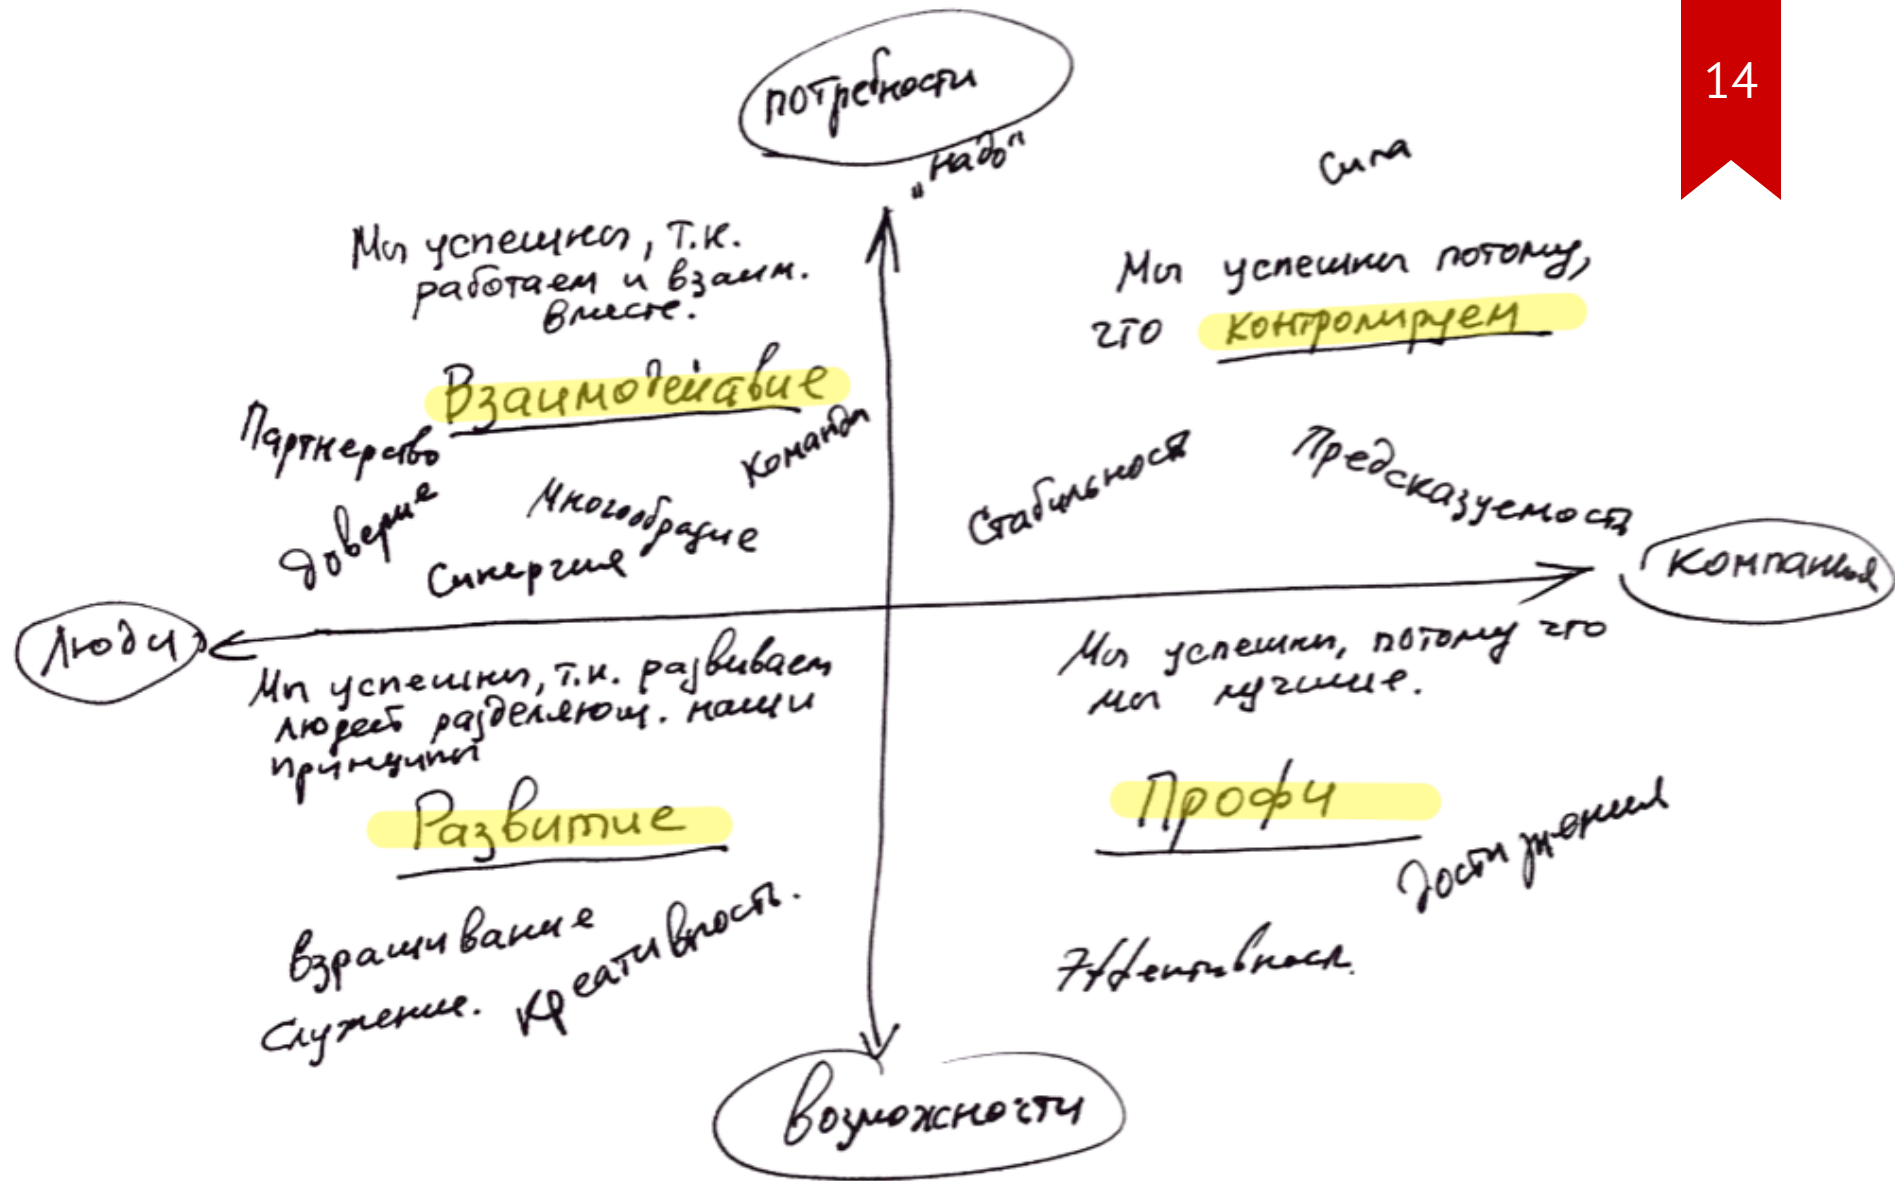 14
потребности
„надо“
Сила
Мы успешны, т.к.
работаем и взаим.
вместе.
Взаимодействие
Партнерство
Команда
Доверие
Многообразие
Синергия
Мы успешны потому,
что контролируем
Стабильность
Предсказуемость
Люди
Компания
Мы успешны, т.к. развиваем
людей разделяющ. наши
принципы
Развитие
Взращивание
Служение.
Креативность.
Мы успешны, потому что
мы лучшие.
Профи
Достижения
Эффективность.
Возможности